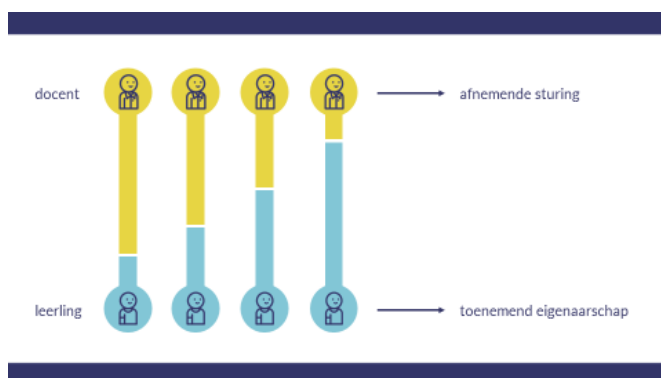 docent
afnemende sturing
leerling
toenemend eigenaarschap